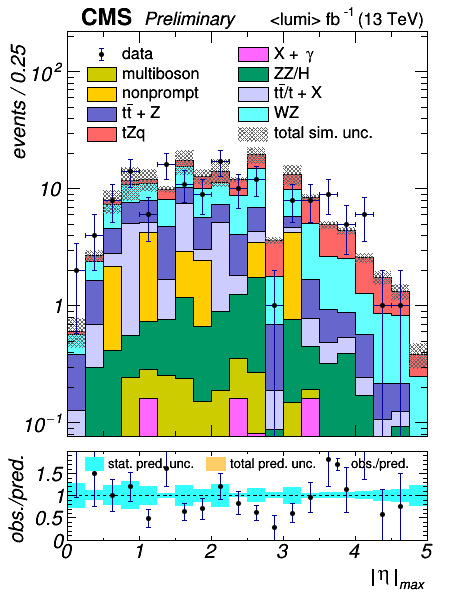 CMS Preliminary <lumi> fb⁻¹ (13 TeV)
events / 0.25
10²
10
1
10⁻¹
data
multiboson
nonprompt
tt̄ + Z
tZq
X + γ
ZZ/H
tt̄/t + X
WZ
total sim. unc.
obs./pred.
1.5
1
0.5
0
stat. pred. unc. total pred. unc. obs./pred.
0 1 2 3 4 5
|η|max